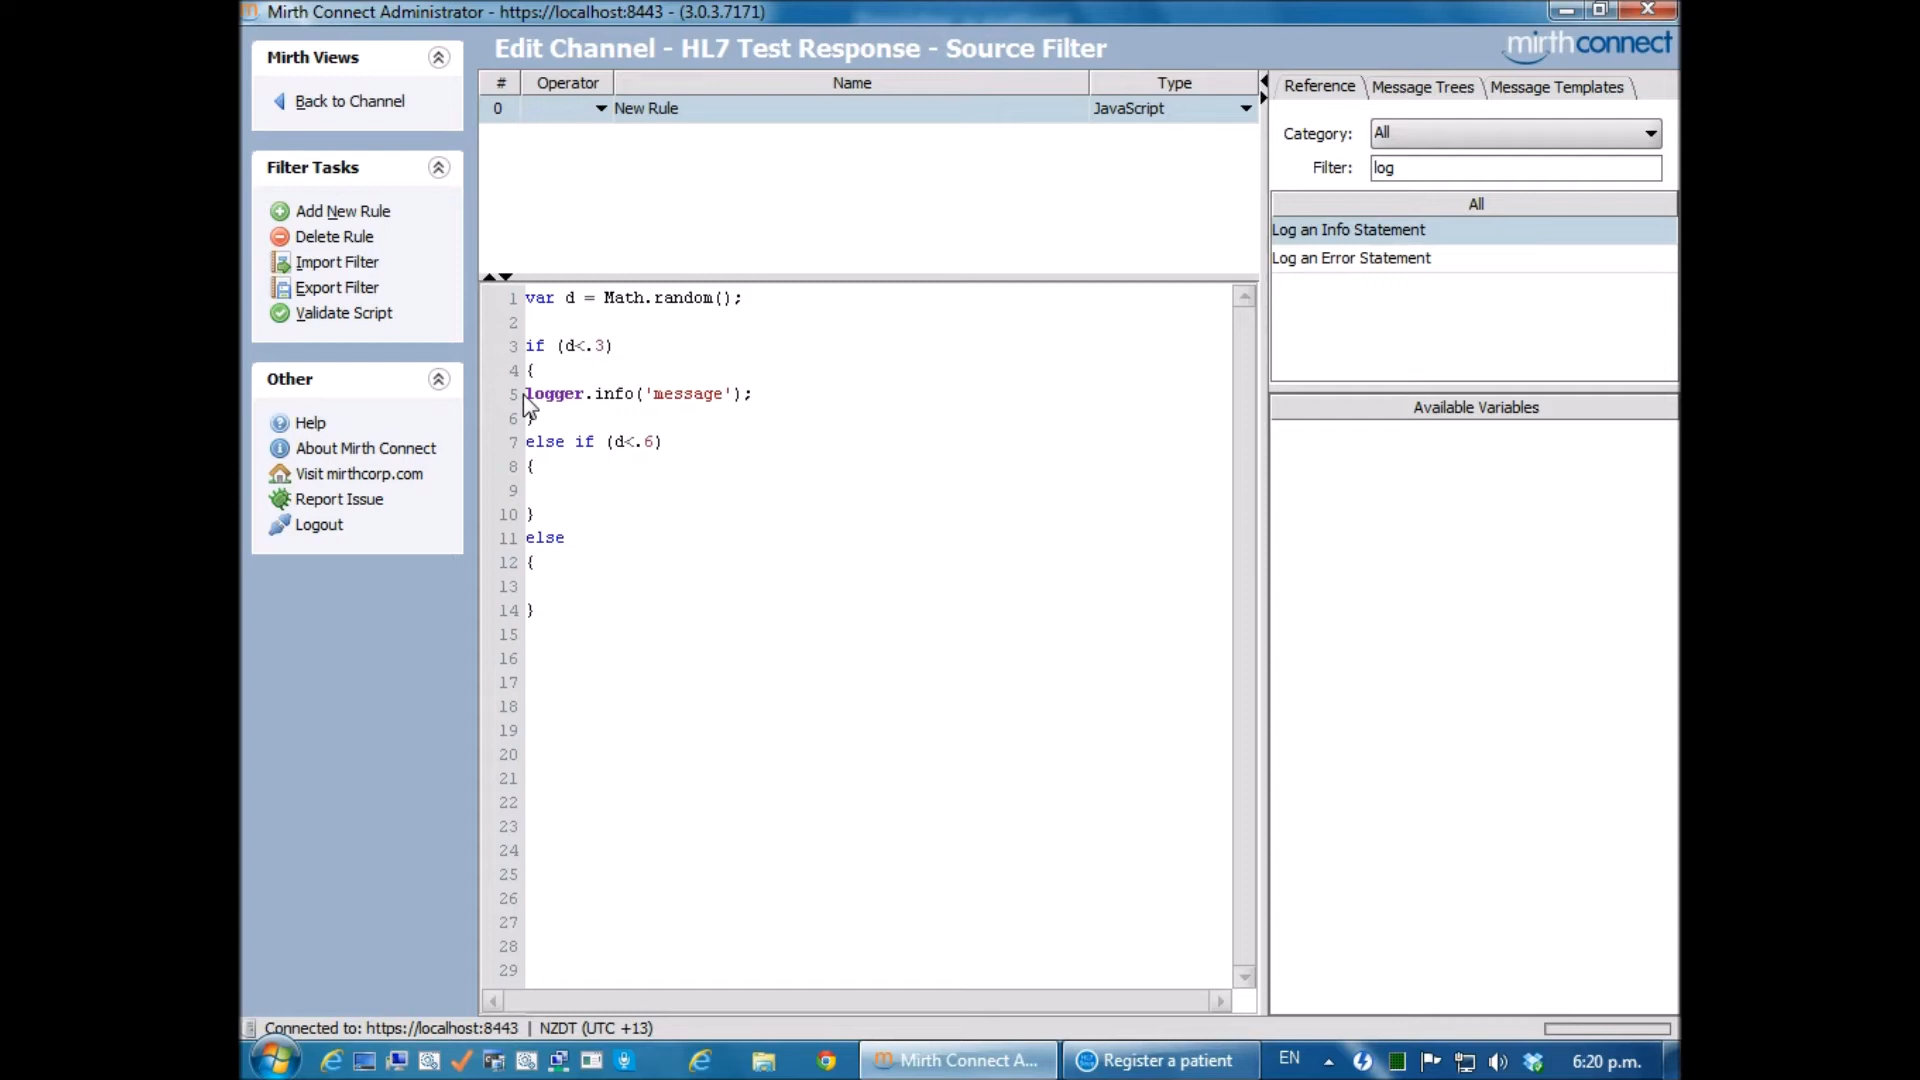 Mirth Connect Administrator - https://localhost:8443 - (3.0.3.7171)
Mirth Views
Back to Channel
Filter Tasks
Add New Rule
Delete Rule
Import Filter
Export Filter
Validate Script
Other
Help
About Mirth Connect
Visit mirthcorp.com
Report Issue
Logout
Edit Channel - HL7 Test Response - Source Filter
mirthconnect
# Operator Name Type
0 New Rule JavaScript
1 var d = Math.random();
2
3 if (d<.3)
4 {
5 logger.info('message');
6 }
7 else if (d<.6)
8 {
9
10 }
11 else
12 {
13
14 }
15
16
17
18
19
20
21
22
23
24
25
26
27
28
29
Reference Message Trees Message Templates
Category: All
Filter: log
All
Log an Info Statement
Log an Error Statement
Available Variables
Connected to: https://localhost:8443 | NZDT (UTC +13)
Mirth Connect A...
Register a patient
EN
6:20 p.m.